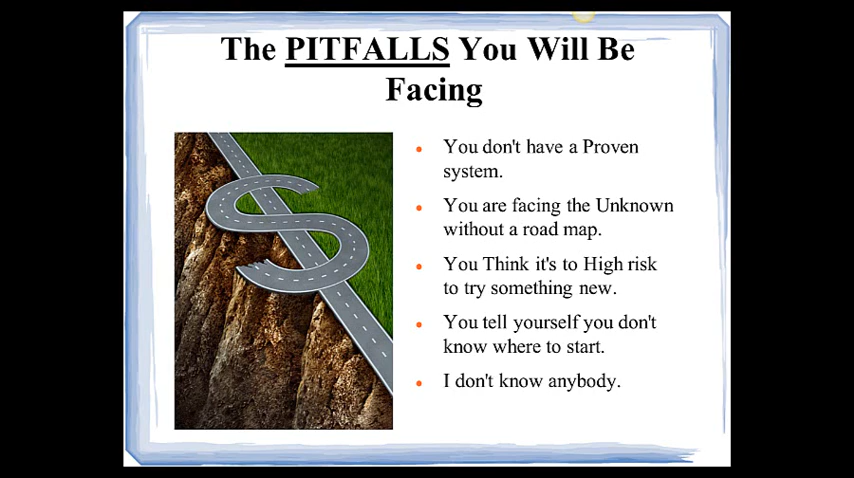 The PITFALLS You Will Be
Facing
You don't have a Proven
system.
You are facing the Unknown
without a road map.
You Think it's to High risk
to try something new.
You tell yourself you don't
know where to start.
I don't know anybody.